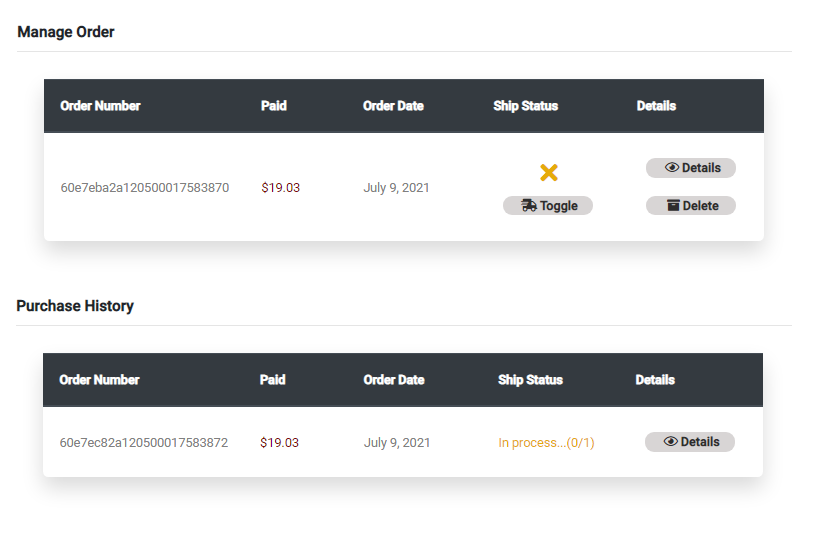 Manage Order
Order Number Paid Order Date Ship Status Details
60e7eba2a120500017583870 $19.03 July 9, 2021
Details
Toggle
Delete
Purchase History
Order Number Paid Order Date Ship Status Details
60e7ec82a120500017583872 $19.03 July 9, 2021 In process...(0/1) Details